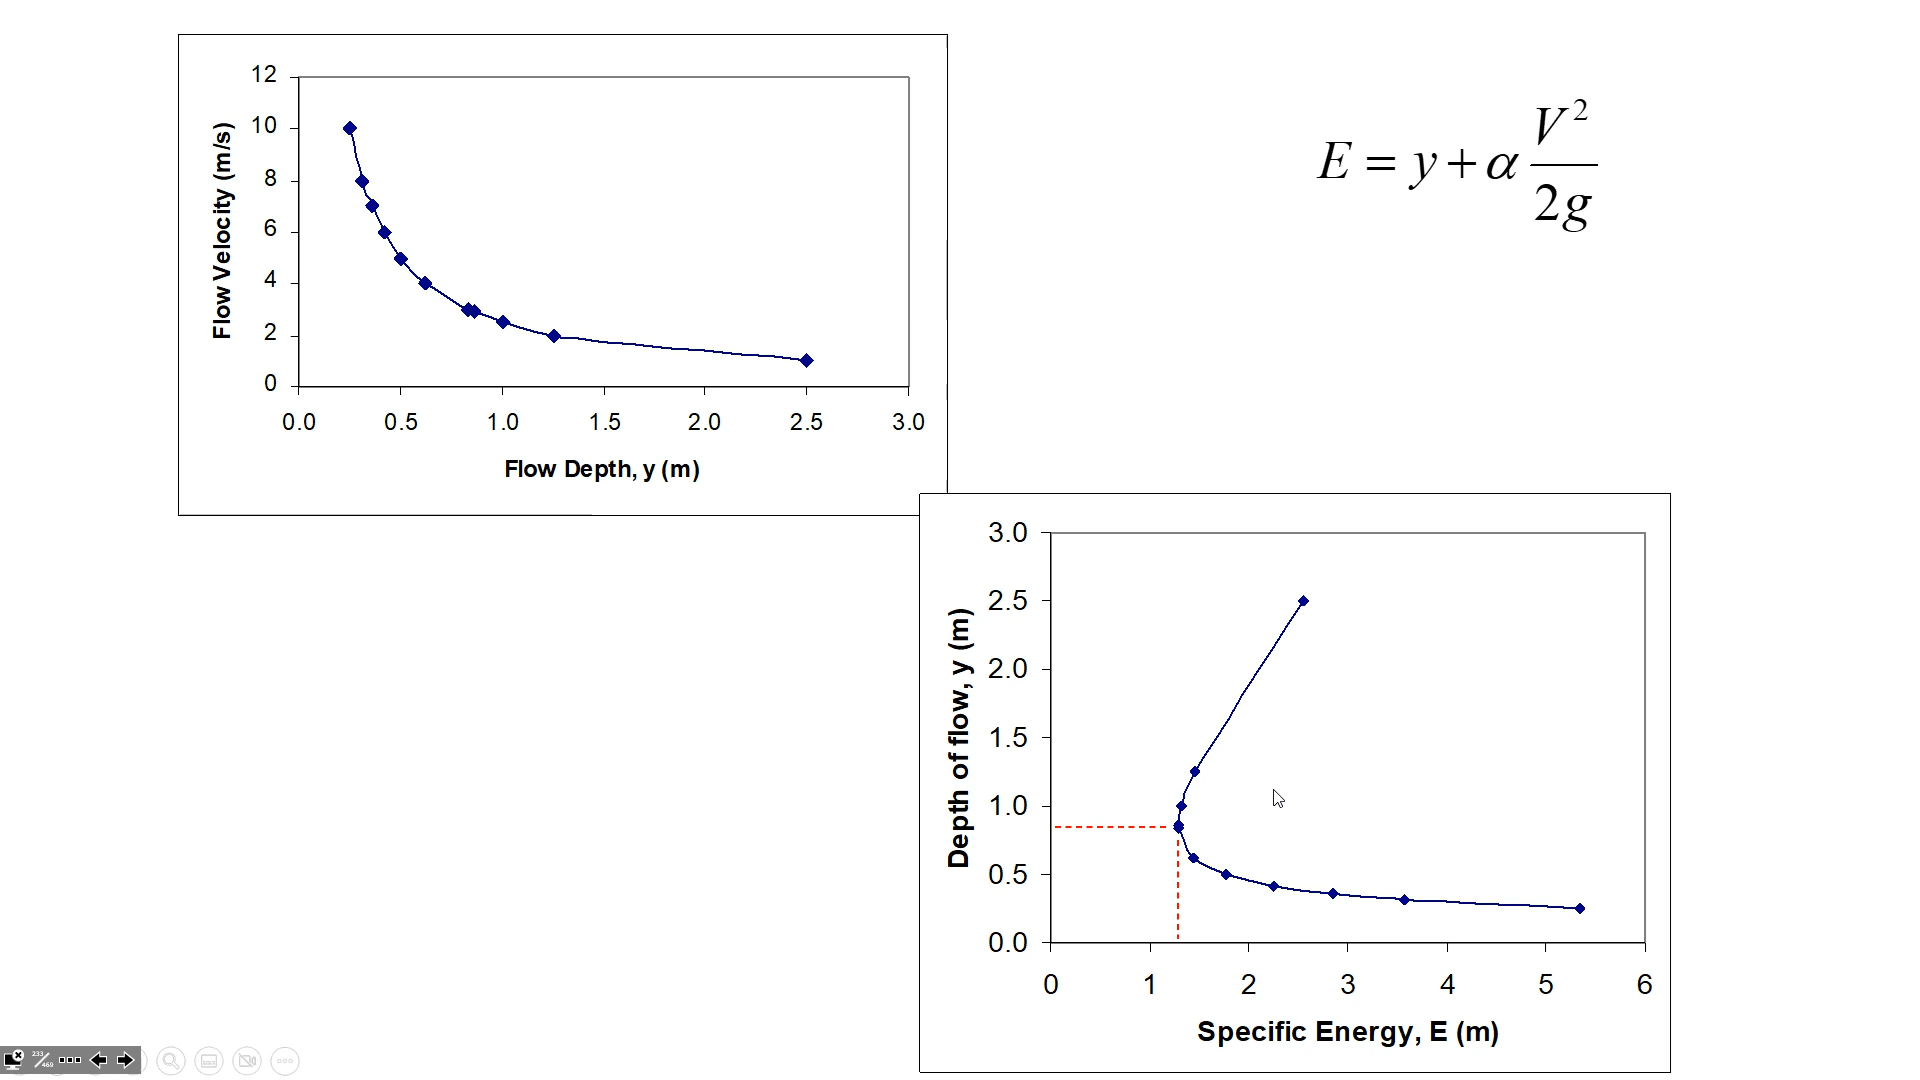 12
10
8
6
4
2
0
Flow Velocity (m/s)
0.0 0.5 1.0 1.5 2.0 2.5 3.0
Flow Depth, y (m)
E = y + α V² / 2g
3.0
2.5
2.0
1.5
1.0
0.5
0.0
Depth of flow, y (m)
0 1 2 3 4 5 6
Specific Energy, E (m)
233/469